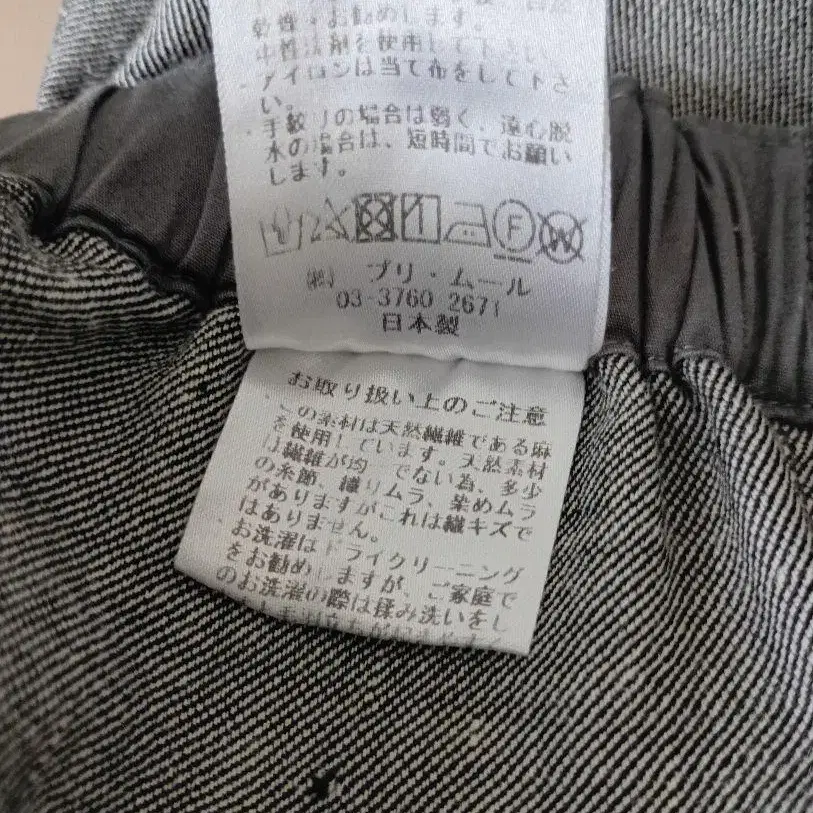 乾燥・お勧めします。
中性洗剤を使用して下さい。
・アイロンは当て布をして下さ
い。
・手絞りの場合は弱く、遠心脱
水の場合は、短時間でお願い
します。
F W
㈱ プリ・ムール
03-3760 2671
日本製
お取り扱い上のご注意
この素材は天然繊維である麻
を使用しています。天然素材
は繊維が均 でない為、多少
の糸節、織りムラ、染めムラ
がありますがこれは織キズで
はありません。
お洗濯はドライクリーニング
をお勧めしますが、ご家庭で
のお洗濯の際は揉み洗いをし